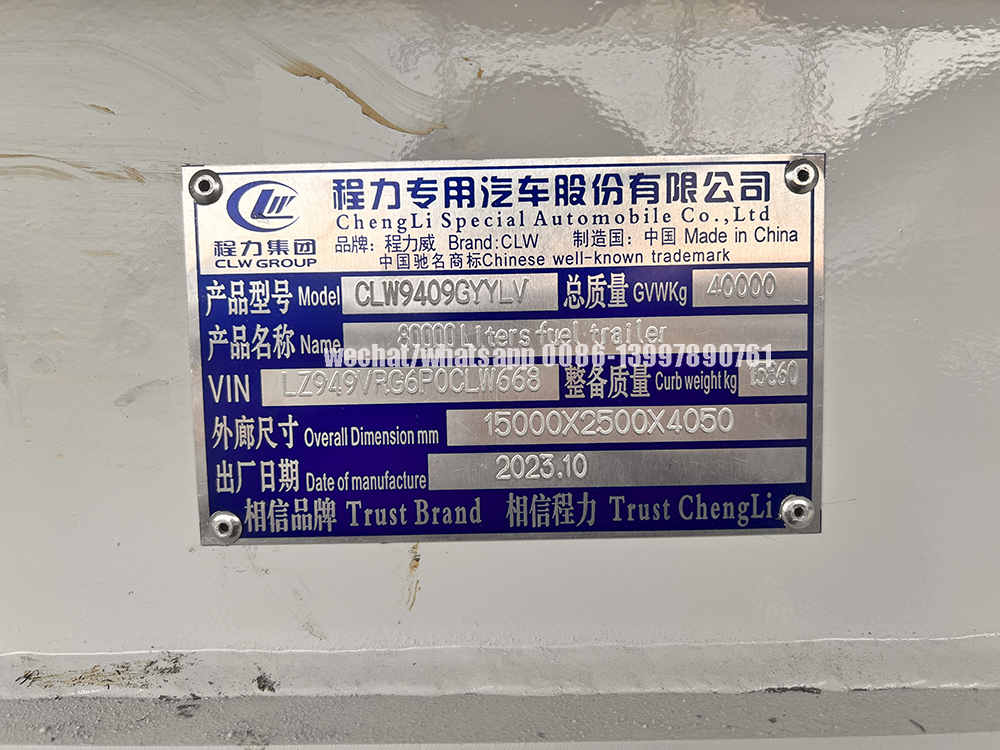 程力专用汽车股份有限公司
ChengLi Special Automobile Co.,Ltd
程力集团
CLW GROUP
品牌：程力威 Brand:CLW 制造国：中国 Made in China
中国驰名商标Chinese well-known trademark
产品型号 Model CLW9409GYYLV 总质量 GVWKg 40000
产品名称 Name 80000Liters fuel trailer
wechat/whatsapp 0086-13997890761
VIN LZ949VRG6P0CLW668 整备质量 Curb weight kg 15860
外廊尺寸 Overall Dimension mm 15000X2500X4050
出厂日期 Date of manufacture 2023.10
相信品牌 Trust Brand 相信程力 Trust ChengLi